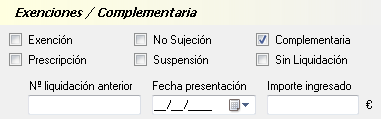 Exenciones / Complementaria
Exención No Sujeción Complementaria
Prescripción Suspensión Sin Liquidación
Nº liquidación anterior Fecha presentación Importe ingresado
__/__/____ €